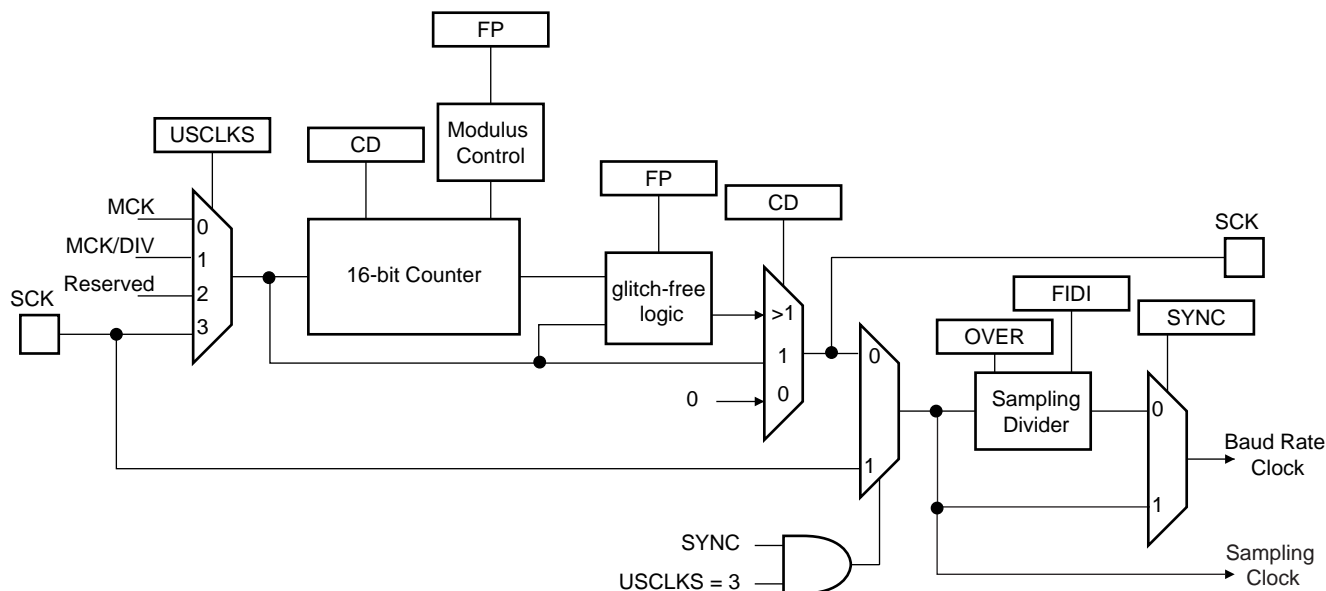 FP
USCLKS
CD
Modulus
Control
FP
CD
MCK
0
MCK/DIV
1
Reserved
2
SCK
3
16-bit Counter
glitch-free
logic
>1
1
0
0
SCK
FIDI
OVER
SYNC
0
1
Sampling
Divider
0
1
Baud Rate
Clock
SYNC
USCLKS = 3
Sampling
Clock